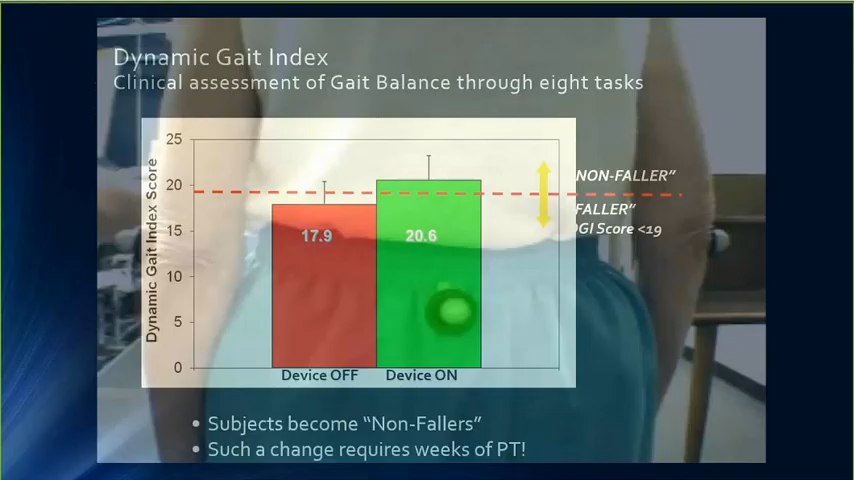 Dynamic Gait Index
Clinical assessment of Gait Balance through eight tasks
Dynamic Gait Index Score
25
20
15
10
5
0
17.9
20.6
Device OFF
Device ON
NON-FALLER”
FALLER”
DGI Score <19
• Subjects become “Non-Fallers”
• Such a change requires weeks of PT!